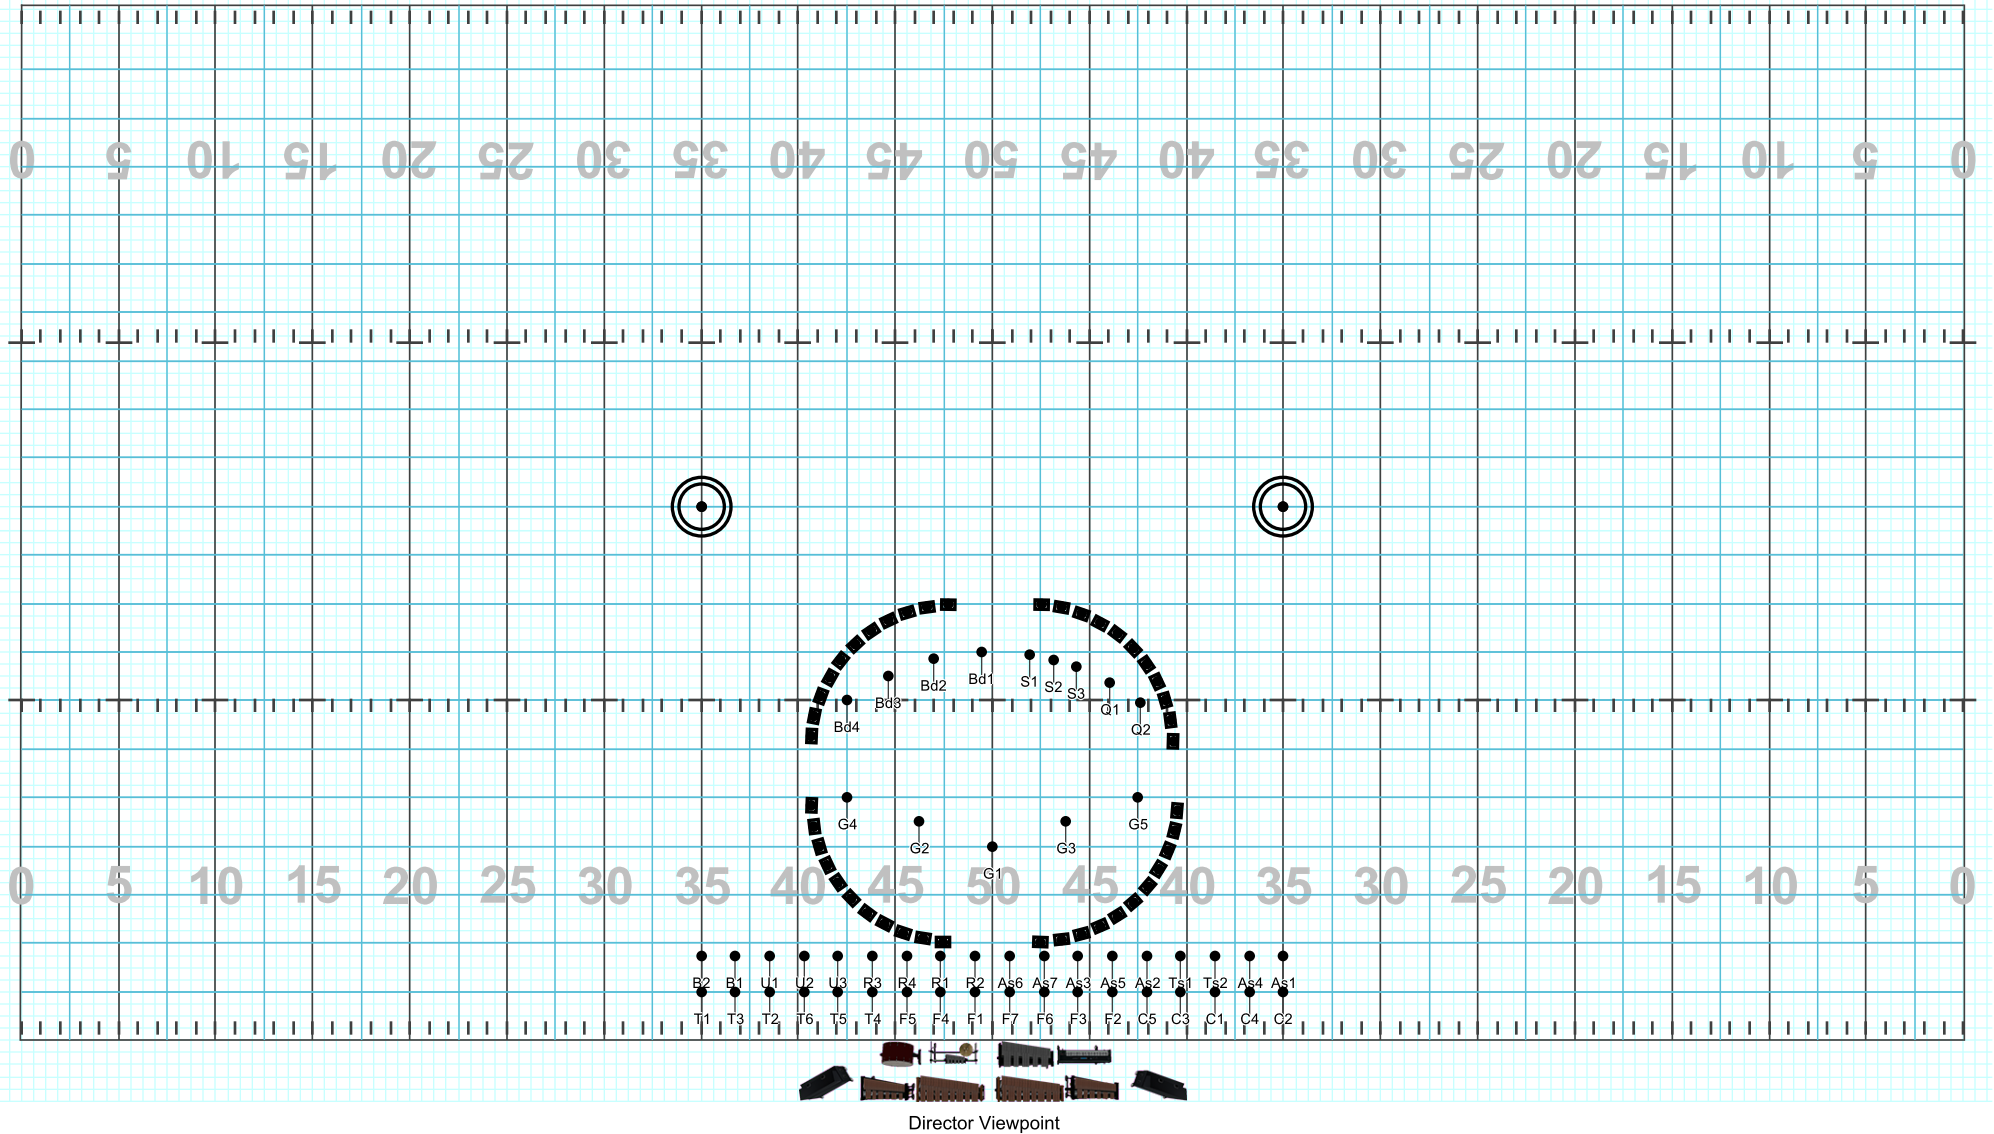 0 5 10 15 20 25 30 35 40 45 50 45 40 35 30 25 20 15 10 5 0
Bd1 S1 S2 S3
Bd2
Bd3 Q1
Bd4 Q2
G4 G5
G2 G3
G1
0 5 10 15 20 25 30 35 40 45 50 45 40 35 30 25 20 15 10 5 0
B2 B1 U1 U2 U3 R3 R4 R1 R2 As6 As7 As3 As5 As2 Ts1 Ts2 As4 As1
T1 T3 T2 T6 T5 T4 F5 F4 F1 F7 F6 F3 F2 C5 C3 C1 C4 C2
Director Viewpoint